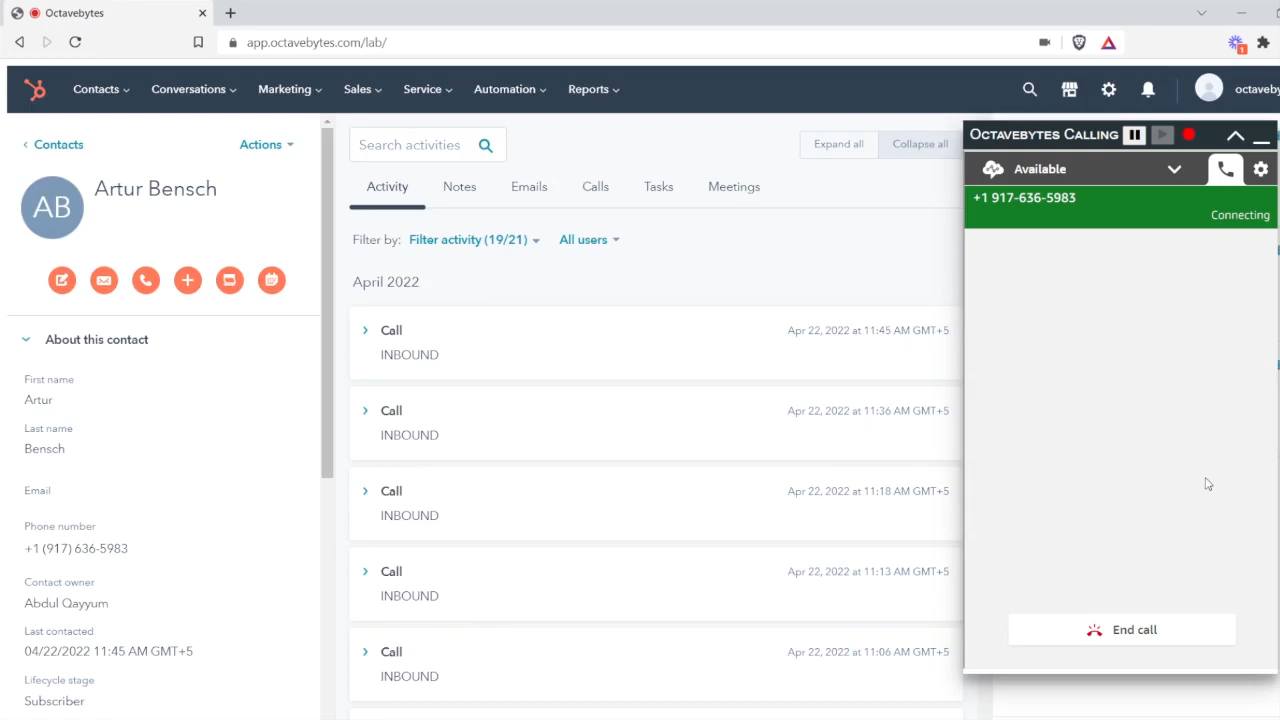 Octavebytes
app.octavebytes.com/lab/
1
Contacts
Conversations
Marketing
Sales
Service
Automation
Reports
Contacts
Actions
AB
Artur Bensch
About this contact
First name
Artur
Last name
Bensch
Email
Phone number
+1 (917) 636-5983
Contact owner
Abdul Qayyum
Last contacted
04/22/2022 11:45 AM GMT+5
Lifecycle stage
Subscriber
Search activities
Expand all
Collapse all
Activity
Notes
Emails
Calls
Tasks
Meetings
Filter by:
Filter activity (19/21)
All users
April 2022
Call
Apr 22, 2022 at 11:45 AM GMT+5
INBOUND
Call
Apr 22, 2022 at 11:36 AM GMT+5
INBOUND
Call
Apr 22, 2022 at 11:18 AM GMT+5
INBOUND
Call
Apr 22, 2022 at 11:13 AM GMT+5
INBOUND
Call
Apr 22, 2022 at 11:06 AM GMT+5
INBOUND
OCTAVEBYTES CALLING
Available
+1 917-636-5983
Connecting
End call